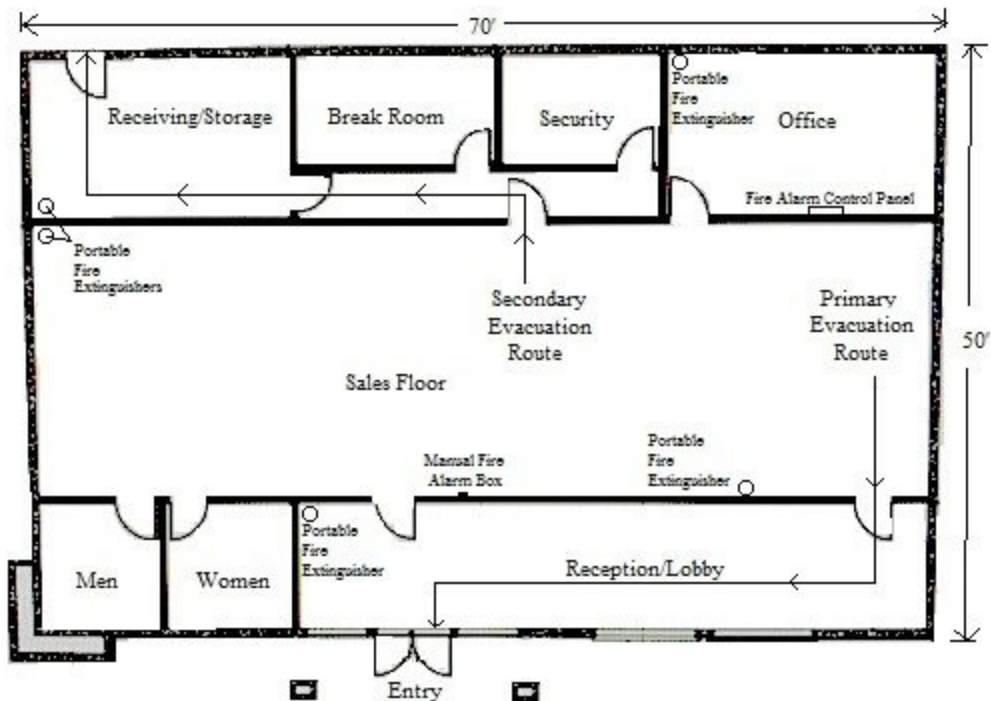 70'
Portable
Fire
Extinguisher
Receiving/Storage
Break Room
Security
Office
Fire Alarm Control Panel
Portable
Fire
Extinguishers
Secondary
Evacuation
Route
Primary
Evacuation
Route
50'
Sales Floor
Manual Fire
Alarm Box
Portable
Fire
Extinguisher
Portable
Fire
Extinguisher
Men
Women
Reception/Lobby
Entry